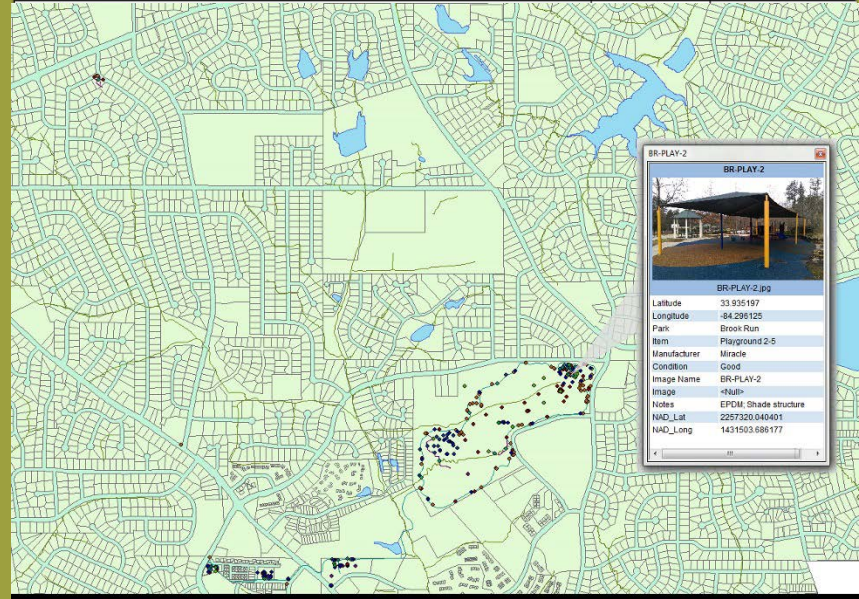 BR-PLAY-2
BR-PLAY-2
BR-PLAY-2.jpg
Latitude 33.935197
Longitude -84.296125
Park Brook Run
Item Playground 2-5
Manufacturer Miracle
Condition Good
Image Name BR-PLAY-2
Image <Null>
Notes EPDM; Shade structure
NAD_Lat 2257320.040401
NAD_Long 1431503.686177